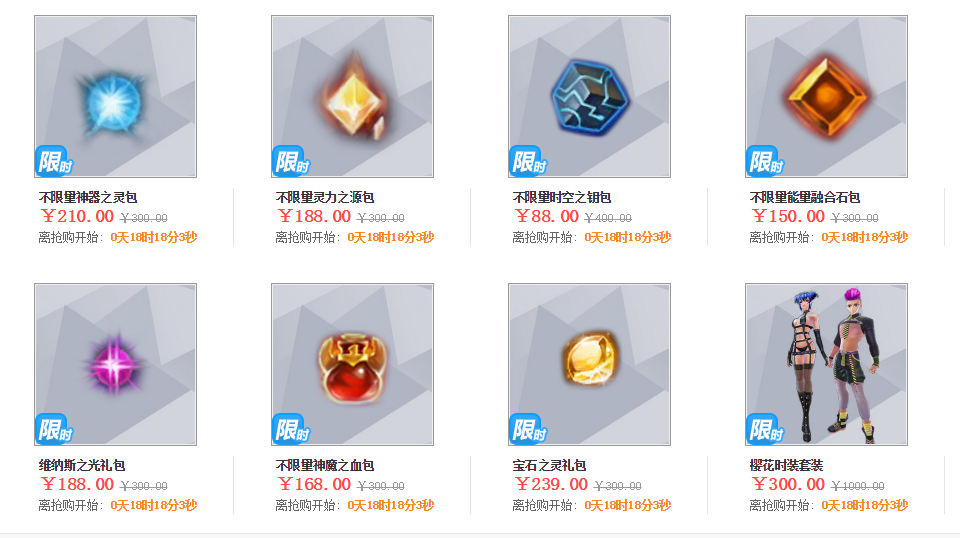 限时
限时
限时
限时
不限量神器之灵包
不限量灵力之源包
不限量时空之钥包
不限量能量融合石包
￥210.00 ￥300.00
￥188.00 ￥300.00
￥88.00 ￥400.00
￥150.00 ￥300.00
离抢购开始：0天18时18分3秒
离抢购开始：0天18时18分3秒
离抢购开始：0天18时18分3秒
离抢购开始：0天18时18分3秒
限时
限时
限时
限时
维纳斯之光礼包
不限量神魔之血包
宝石之灵礼包
樱花时装套装
￥188.00 ￥300.00
￥168.00 ￥300.00
￥239.00 ￥300.00
￥300.00 ￥1000.00
离抢购开始：0天18时18分3秒
离抢购开始：0天18时18分3秒
离抢购开始：0天18时18分3秒
离抢购开始：0天18时18分3秒